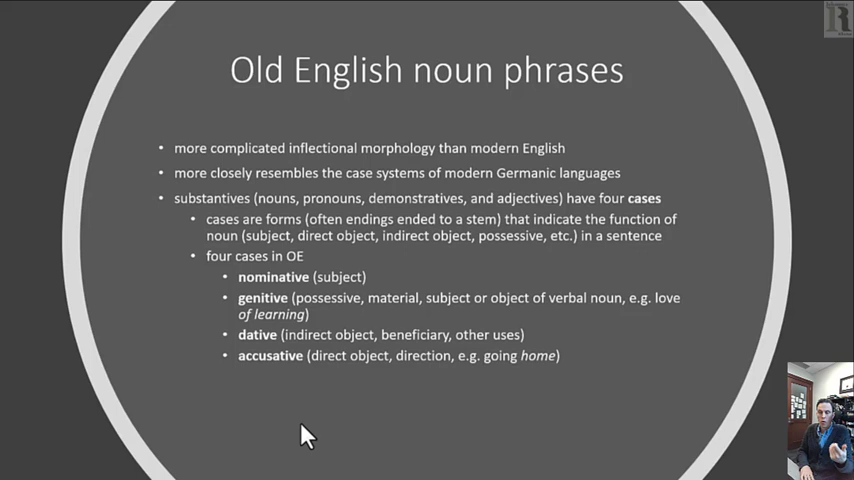 Old English noun phrases
• more complicated inflectional morphology than modern English
• more closely resembles the case systems of modern Germanic languages
• substantives (nouns, pronouns, demonstratives, and adjectives) have four cases
• cases are forms (often endings ended to a stem) that indicate the function of
noun (subject, direct object, indirect object, possessive, etc.) in a sentence
• four cases in OE
• nominative (subject)
• genitive (possessive, material, subject or object of verbal noun, e.g. love
of learning)
• dative (indirect object, beneficiary, other uses)
• accusative (direct object, direction, e.g. going home)